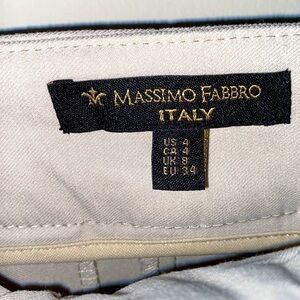 MASSIMO FABBRO
ITALY
US 4
CA 4
UK 8
EU 34